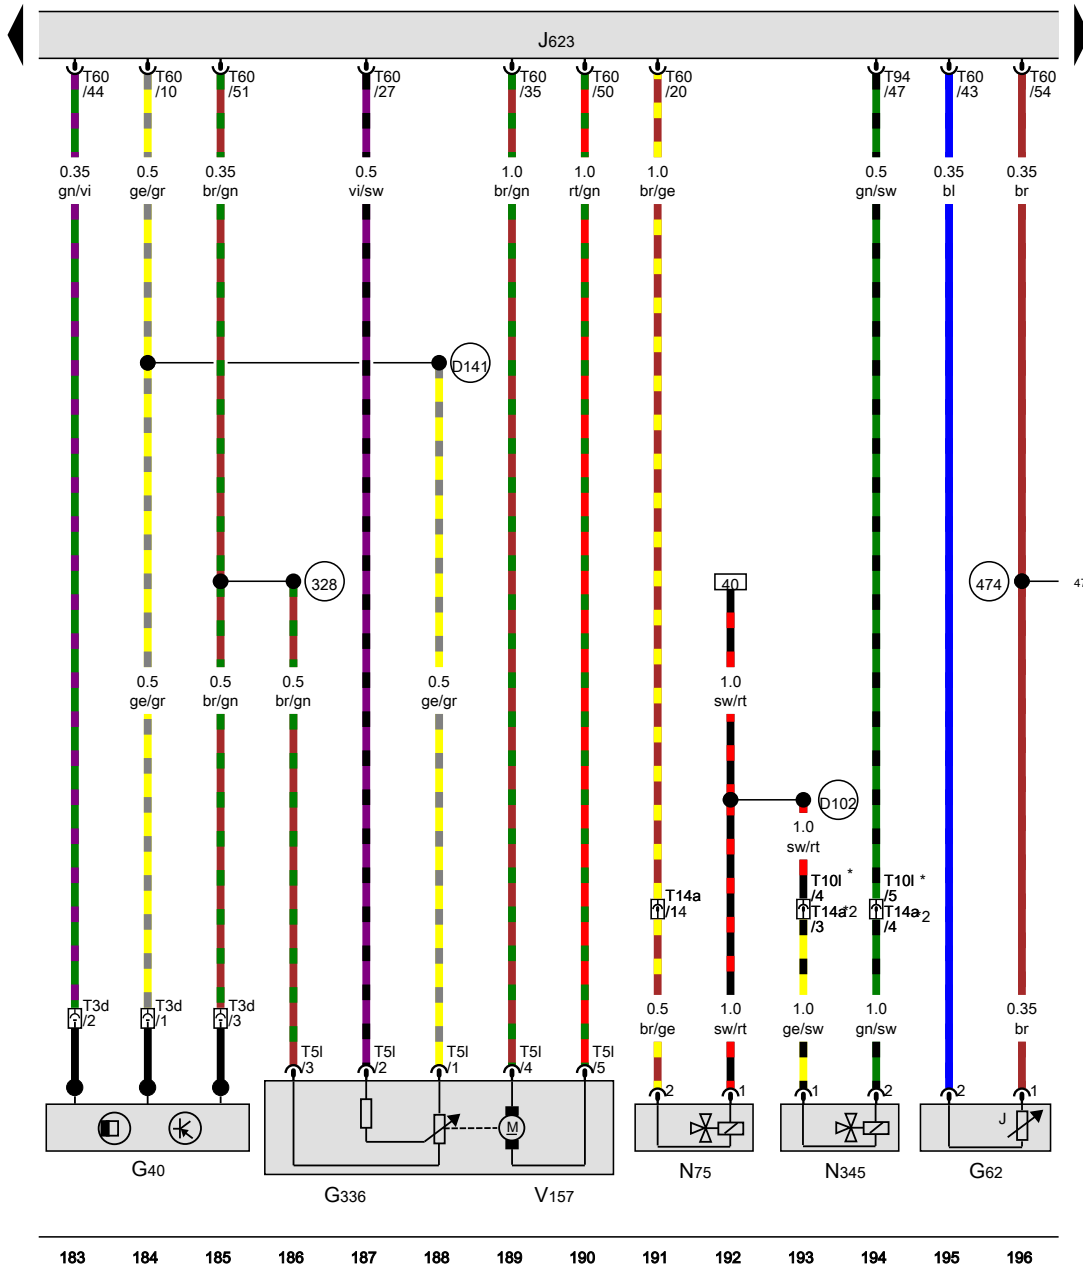 J623
T60 T60 T60 T60 T60 T60 T60 T94 T60 T60
/44 /10 /51 /27 /35 /50 /20 /47 /43 /54
0.35 0.5 0.35 0.5 1.0 1.0 1.0 0.5 0.35 0.35
gn/vi ge/gr br/gn vi/sw br/gn rt/gn br/ge gn/sw bl br
D141
328 40 474
0.5 0.5 0.5 0.5 1.0
ge/gr br/gn br/gn ge/gr sw/rt
D102
1.0
sw/rt
T10l * T10l *
/4 /5
T14a T14a*2 T14a*2
/14 /3 /4
T3d T3d T3d
/2 /1 /3
0.5 1.0 1.0 1.0 0.35
br/ge sw/rt ge/sw gn/sw br
T5l T5l T5l T5l T5l
/3 /2 /1 /4 /5
2 1 1 2 2 1
M J
G40 N75 N345 G62
G336 V157
183 184 185 186 187 188 189 190 191 192 193 194 195 196